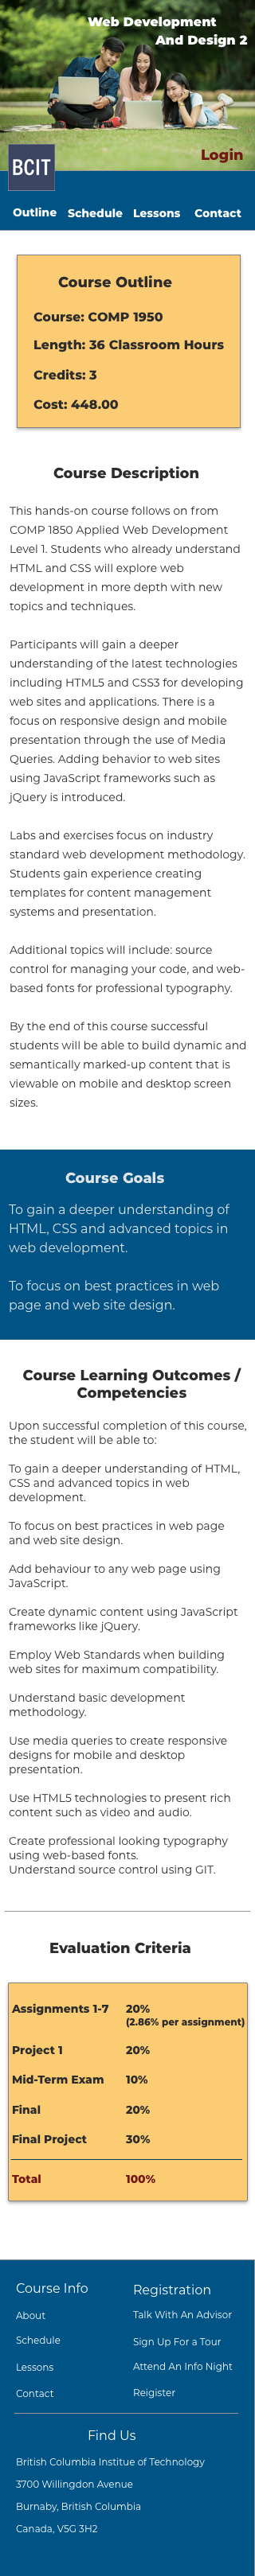 Web Development
And Design 2
Login
BCIT
Outline Schedule Lessons Contact
Course Outline
Course: COMP 1950
Length: 36 Classroom Hours
Credits: 3
Cost: 448.00
Course Description
This hands-on course follows on from
COMP 1850 Applied Web Development
Level 1. Students who already understand
HTML and CSS will explore web
development in more depth with new
topics and techniques.
Participants will gain a deeper
understanding of the latest technologies
including HTML5 and CSS3 for developing
web sites and applications. There is a
focus on responsive design and mobile
presentation through the use of Media
Queries. Adding behavior to web sites
using JavaScript frameworks such as
jQuery is introduced.
Labs and exercises focus on industry
standard web development methodology.
Students gain experience creating
templates for content management
systems and presentation.
Additional topics will include: source
control for managing your code, and web-
based fonts for professional typography.
By the end of this course successful
students will be able to build dynamic and
semantically marked-up content that is
viewable on mobile and desktop screen
sizes.
Course Goals
To gain a deeper understanding of
HTML, CSS and advanced topics in
web development.
To focus on best practices in web
page and web site design.
Course Learning Outcomes /
Competencies
Upon successful completion of this course,
the student will be able to:
To gain a deeper understanding of HTML,
CSS and advanced topics in web
development.
To focus on best practices in web page
and web site design.
Add behaviour to any web page using
JavaScript.
Create dynamic content using JavaScript
frameworks like jQuery.
Employ Web Standards when building
web sites for maximum compatibility.
Understand basic development
methodology.
Use media queries to create responsive
designs for mobile and desktop
presentation.
Use HTML5 technologies to present rich
content such as video and audio.
Create professional looking typography
using web-based fonts.
Understand source control using GIT.
Evaluation Criteria
Assignments 1-7 20%
(2.86% per assignment)
Project 1 20%
Mid-Term Exam 10%
Final 20%
Final Project 30%
Total 100%
Course Info
About
Schedule
Lessons
Contact
Registration
Talk With An Advisor
Sign Up For a Tour
Attend An Info Night
Reigister
Find Us
British Columbia Institue of Technology
3700 Willingdon Avenue
Burnaby, British Columbia
Canada, V5G 3H2